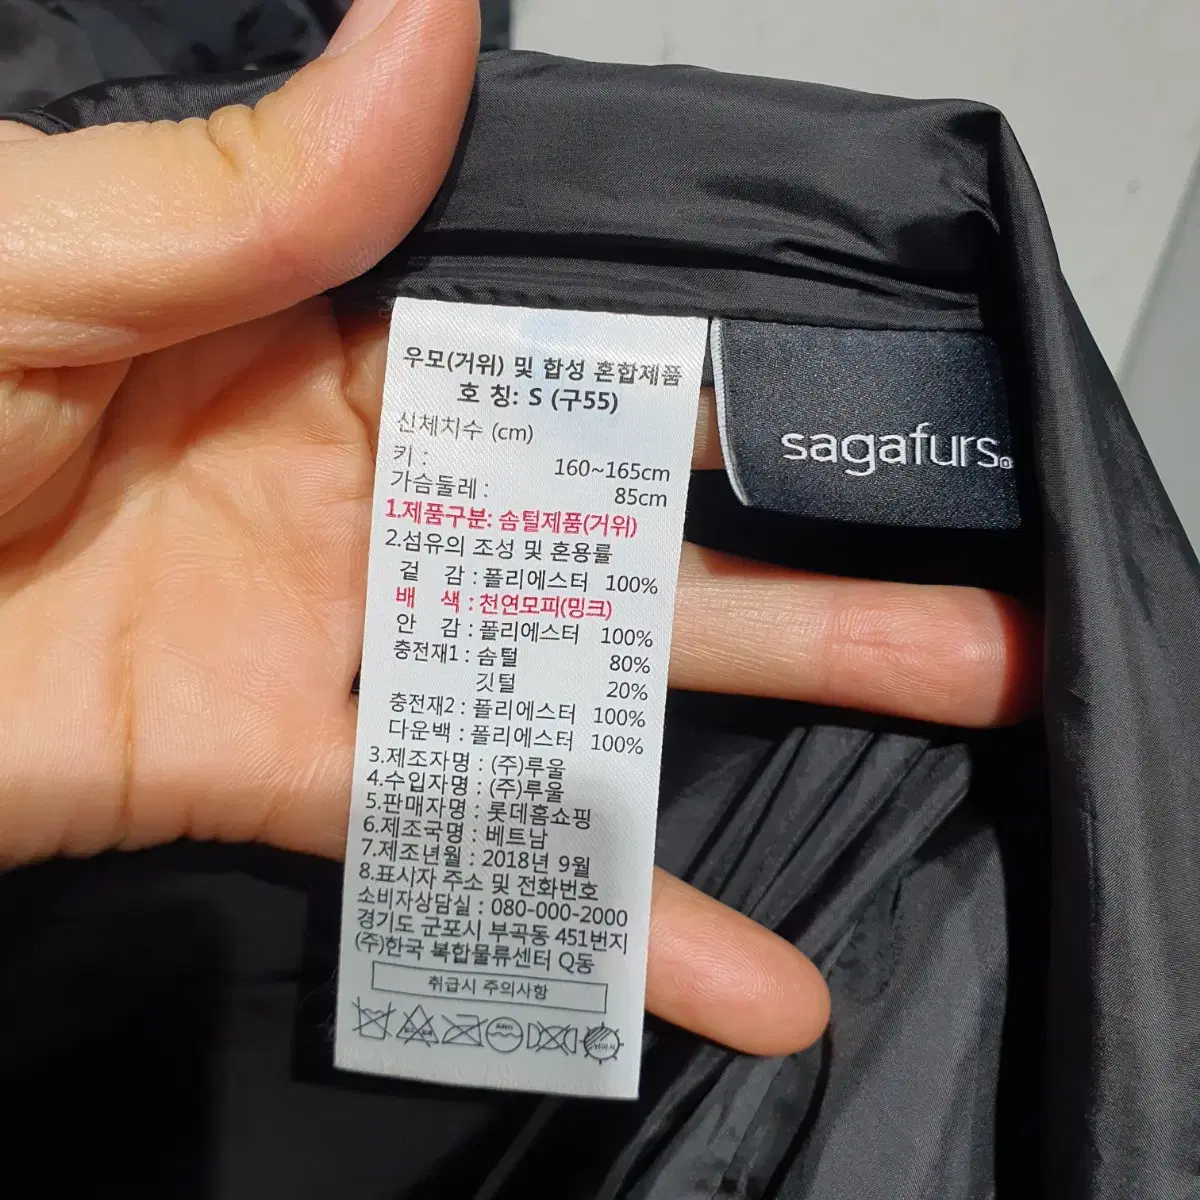 우모(거위) 및 합성 혼합제품
호 칭: S (구55)
신체치수 (cm)
키 : 160~165cm
가슴둘레 : 85cm
1.제품구분: 솜털제품(거위)
2.섬유의 조성 및 혼용률
겉 감 : 폴리에스터 100%
배 색 : 천연모피(밍크)
안 감 : 폴리에스터 100%
충전재1 : 솜털 80%
깃털 20%
충전재2 : 폴리에스터 100%
다운백 : 폴리에스터 100%
3.제조자명 : (주)루울
4.수입자명 : (주)루울
5.판매자명 : 롯데홈쇼핑
6.제조국명 : 베트남
7.제조년월 : 2018년 9월
8.표시자 주소 및 전화번호
소비자상담실 : 080-000-2000
경기도 군포시 부곡동 451번지
(주)한국 복합물류센터 Q동
취급시 주의사항
sagafurs